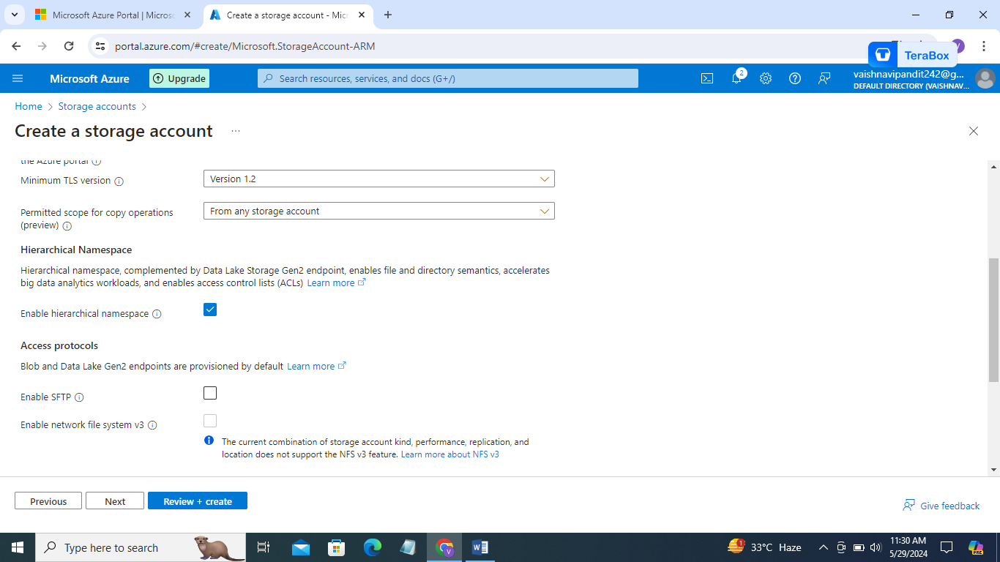 Microsoft Azure Portal | Micros
Create a storage account - Micr
portal.azure.com/#create/Microsoft.StorageAccount-ARM
TeraBox
Microsoft Azure
Upgrade
Search resources, services, and docs (G+/)
2
vaishnavipandit242@g...
DEFAULT DIRECTORY (VAISHNAV...
Home > Storage accounts >
Create a storage account ...
the Azure portal
Minimum TLS version
Version 1.2
Permitted scope for copy operations
(preview)
From any storage account
Hierarchical Namespace
Hierarchical namespace, complemented by Data Lake Storage Gen2 endpoint, enables file and directory semantics, accelerates
big data analytics workloads, and enables access control lists (ACLs) Learn more
Enable hierarchical namespace
Access protocols
Blob and Data Lake Gen2 endpoints are provisioned by default Learn more
Enable SFTP
Enable network file system v3
The current combination of storage account kind, performance, replication, and
location does not support the NFS v3 feature. Learn more about NFS v3
Previous
Next
Review + create
Give feedback
Type here to search
1
33°C Haze
11:30 AM
5/29/2024
PRE